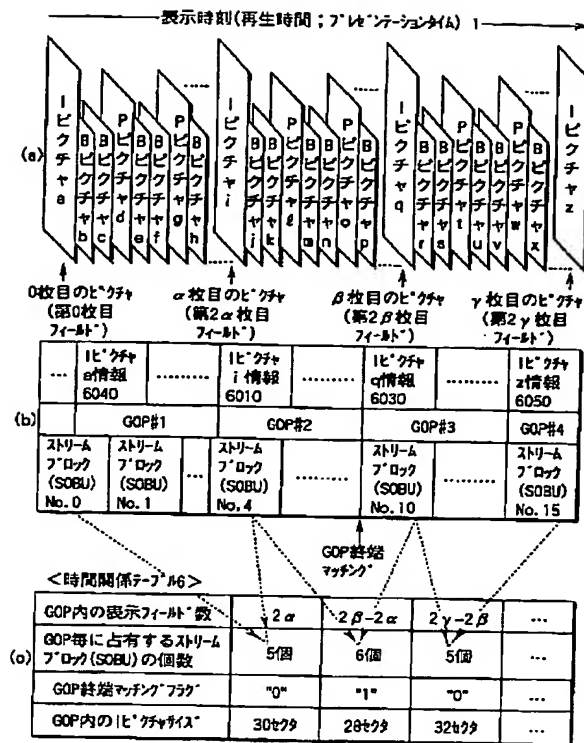 表示時刻(再生時間;プレゼンテーションタイム) 1
(a)
Iピクチャa
Bピクチャb
Bピクチャc
Pピクチャd
Bピクチャe
Bピクチャf
Pピクチャg
Bピクチャh
……
Iピクチャi
Bピクチャj
Bピクチャk
Pピクチャl
Bピクチャm
Bピクチャn
Pピクチャo
Bピクチャp
……
Iピクチャq
Bピクチャr
Bピクチャs
Pピクチャt
Bピクチャu
Bピクチャv
Pピクチャw
Bピクチャx
……
Iピクチャz
0枚目のピクチャ
(第0枚目
フィールド)
α枚目のピクチャ
(第2α枚目
フィールド)
β枚目のピクチャ
(第2β枚目
フィールド)
γ枚目のピクチャ
(第2γ枚目
フィールド)
(b)
… Iピクチャ
a情報
6040
………
Iピクチャ
i情報
6010
………
Iピクチャ
q情報
6030
………
Iピクチャ
z情報
6050
GOP#1 GOP#2 GOP#3 GOP#4
ストリーム
ブロック
(SOBU)
No.0
ストリーム
ブロック
(SOBU)
No.1
…
ストリーム
ブロック
(SOBU)
No.4
………
ストリーム
ブロック
(SOBU)
No.10
………
ストリーム
ブロック
(SOBU)
No.15
GOP終端
マッチング
<時間関係テーブル6>
(c)
GOP内の表示フィールド数 2α 2β-2α 2γ-2β …
GOP毎に占有するストリーム
ブロック(SOBU)の個数 5個 6個 5個 …
GOP終端マッチングフラグ "0" "1" "0" …
GOP内のIピクチャサイズ 30セクタ 28セクタ 32セクタ …